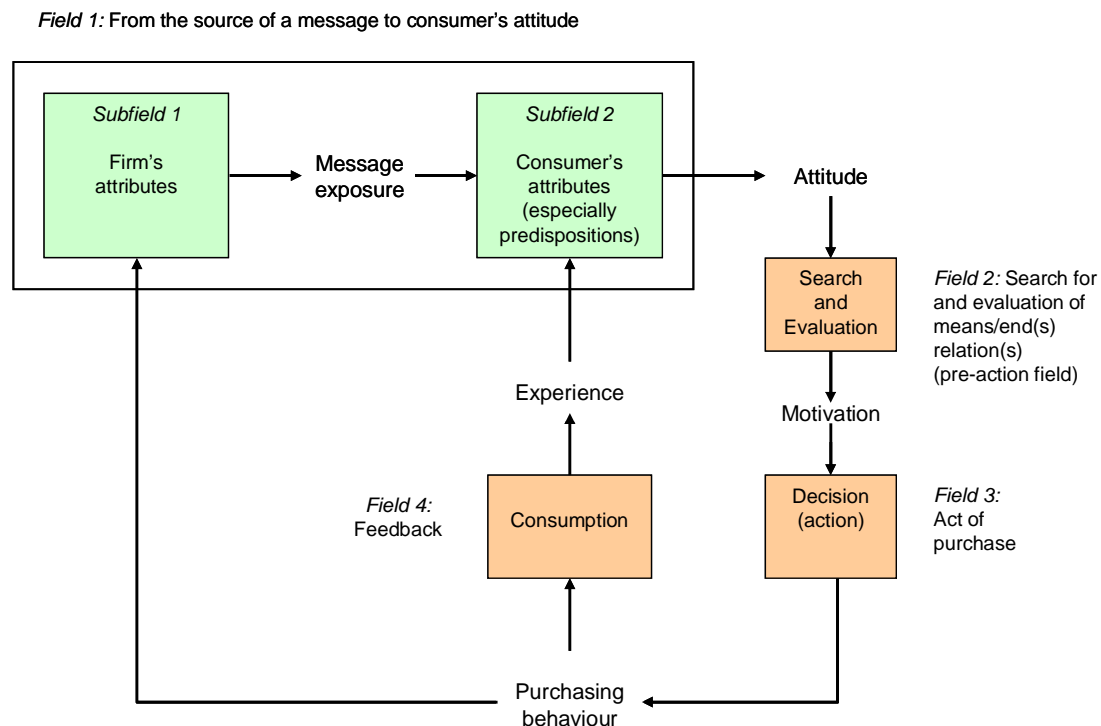 Field 1: From the source of a message to consumer's attitude
Subfield 1
Firm's
attributes
Message
exposure
Subfield 2
Consumer's
attributes
(especially
predispositions)
Attitude
Search
and
Evaluation
Field 2: Search for
and evaluation of
means/end(s)
relation(s)
(pre-action field)
Experience
Motivation
Field 4:
Feedback
Consumption
Decision
(action)
Field 3:
Act of
purchase
Purchasing
behaviour